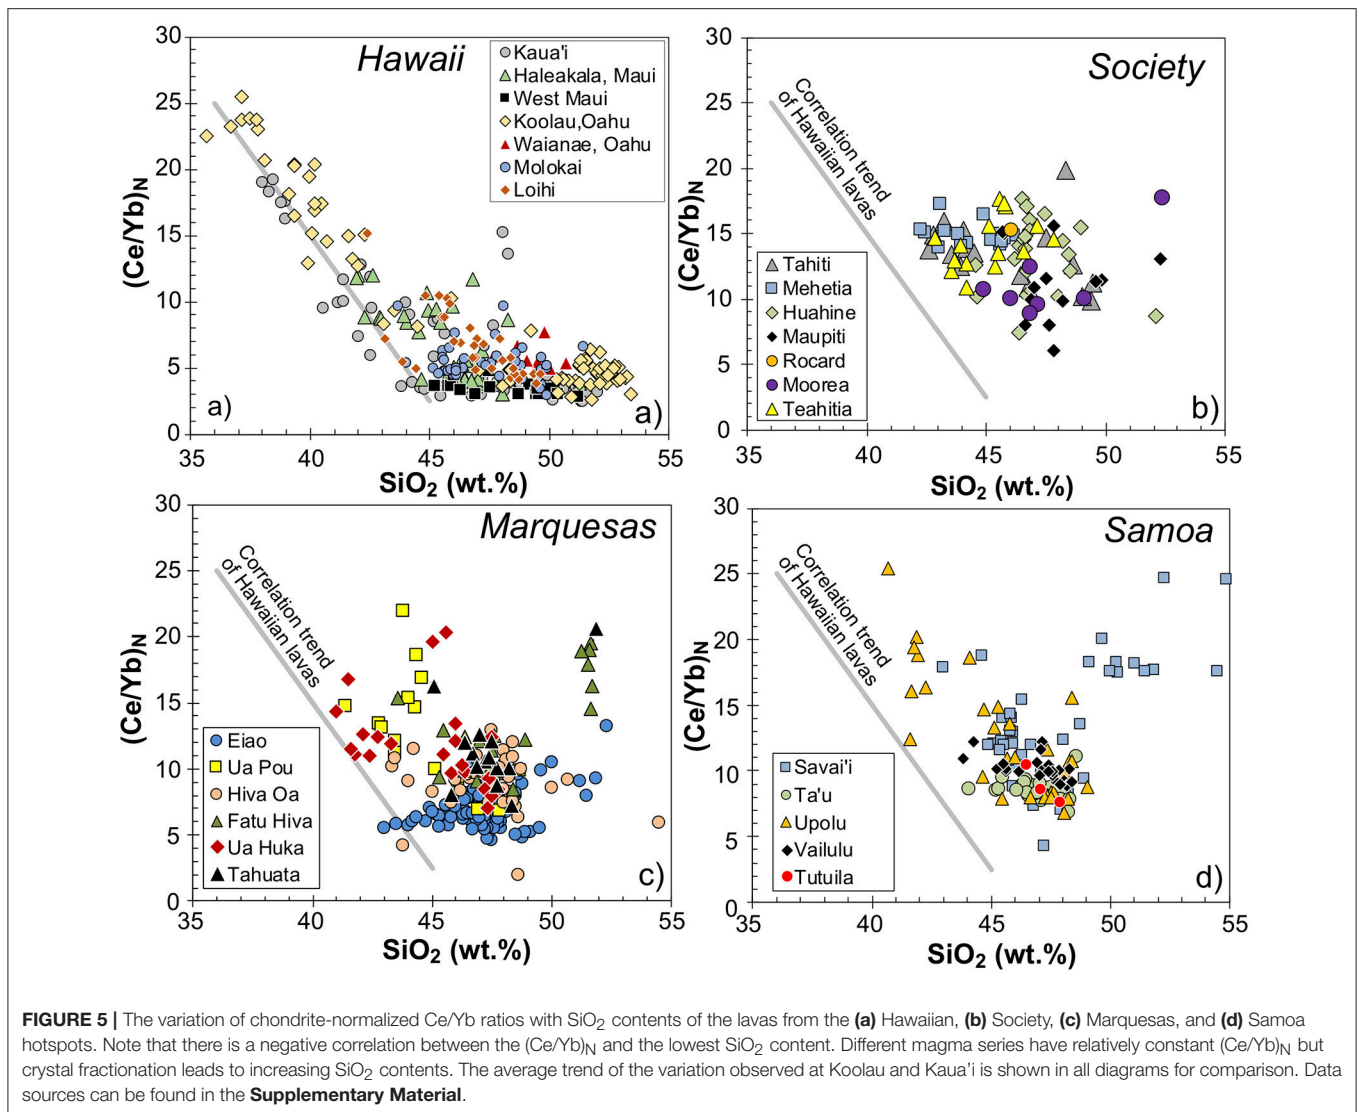 30
25
20
15
10
5
0
(Ce/Yb)N
Hawaii
Kaua'i
Haleakala, Maui
West Maui
Koolau,Oahu
Waianae, Oahu
Molokai
Loihi
a)
a)
35
40
45
50
55
SiO2 (wt.%)
30
25
20
15
10
5
0
(Ce/Yb)N
Society
Correlation trend
of Hawaiian lavas
Tahiti
Mehetia
Huahine
Maupiti
Rocard
Moorea
Teahitia
b)
35
40
45
50
55
SiO2 (wt.%)
30
25
20
15
10
5
0
(Ce/Yb)N
Marquesas
Correlation trend
of Hawaiian lavas
Eiao
Ua Pou
Hiva Oa
Fatu Hiva
Ua Huka
Tahuata
c)
35
40
45
50
55
SiO2 (wt.%)
30
25
20
15
10
5
0
(Ce/Yb)N
Samoa
Correlation trend
of Hawaiian lavas
Savai'i
Ta'u
Upolu
Vailulu
Tutuila
d)
35
40
45
50
55
SiO2 (wt.%)
FIGURE 5 | The variation of chondrite-normalized Ce/Yb ratios with SiO2 contents of the lavas from the (a) Hawaiian, (b) Society, (c) Marquesas, and (d) Samoa
hotspots. Note that there is a negative correlation between the (Ce/Yb)N and the lowest SiO2 content. Different magma series have relatively constant (Ce/Yb)N but
crystal fractionation leads to increasing SiO2 contents. The average trend of the variation observed at Koolau and Kaua'i is shown in all diagrams for comparison. Data
sources can be found in the Supplementary Material.